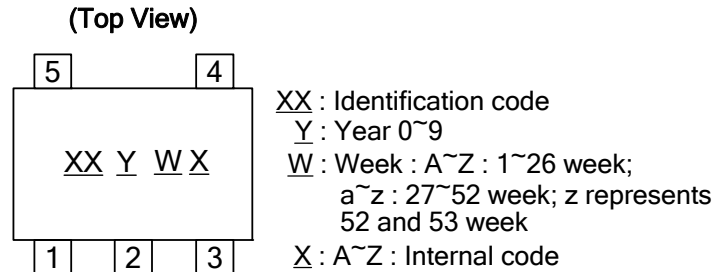 (Top View)
5 4
XX Y W X
1 2 3
XX : Identification code
Y : Year 0~9
W : Week : A~Z : 1~26 week;
a~z : 27~52 week; z represents
52 and 53 week
X : A~Z : Internal code